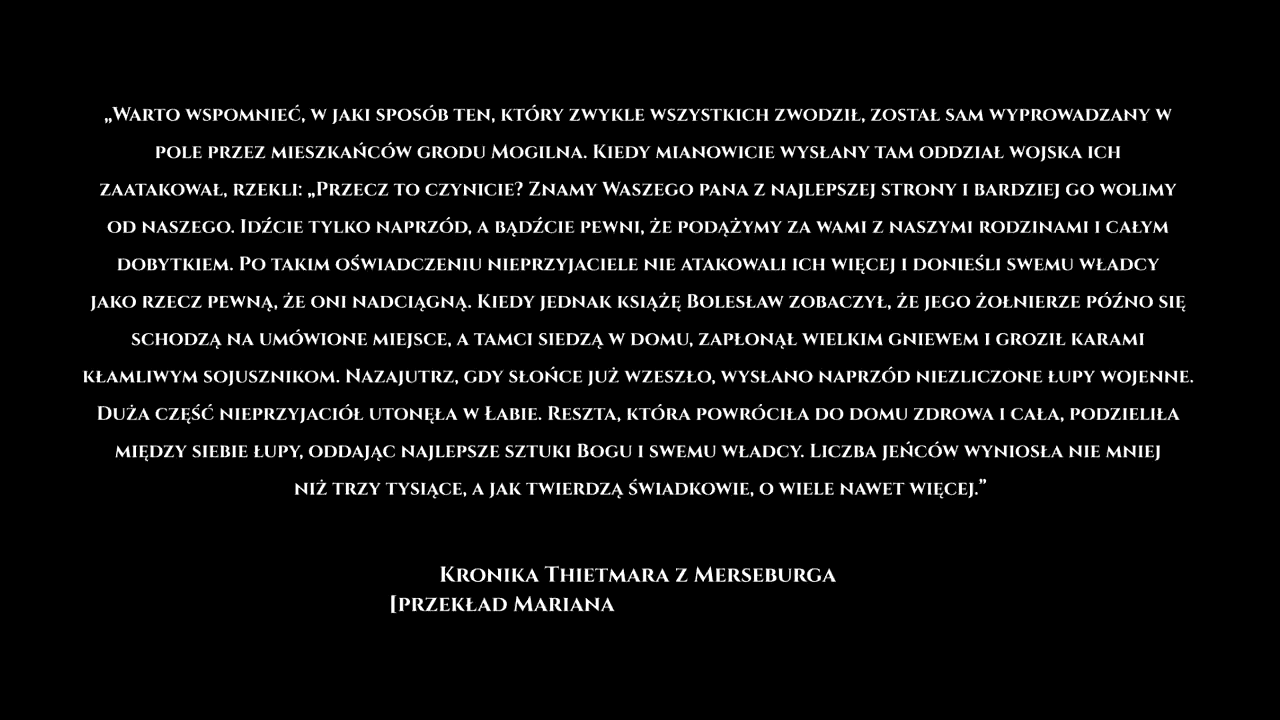 „Warto wspomnieć, w jaki sposób ten, który zwykle wszystkich zwodził, został sam wyprowadzany w
pole przez mieszkańców grodu Mogilna. Kiedy mianowicie wysłany tam oddział wojska ich
zaatakował, rzekli: „Przecz to czynicie? Znamy Waszego pana z najlepszej strony i bardziej go wolimy
od naszego. Idźcie tylko naprzód, a bądźcie pewni, że podążymy za wami z naszymi rodzinami i całym
dobytkiem. Po takim oświadczeniu nieprzyjaciele nie atakowali ich więcej i donieśli swemu władcy
jako rzecz pewną, że oni nadciągną. Kiedy jednak książę Bolesław zobaczył, że jego żołnierze późno się
schodzą na umówione miejsce, a tamci siedzą w domu, zapłonął wielkim gniewem i groził karami
kłamliwym sojusznikom. Nazajutrz, gdy słońce już wzeszło, wysłano naprzód niezliczone łupy wojenne.
Duża część nieprzyjaciół utonęła w Łabie. Reszta, która powróciła do domu zdrowa i cała, podzieliła
między siebie łupy, oddając najlepsze sztuki Bogu i swemu władcy. Liczba jeńców wyniosła nie mniej
niż trzy tysiące, a jak twierdzą świadkowie, o wiele nawet więcej.”
Kronika Thietmara z Merseburga
[przekład Mariana